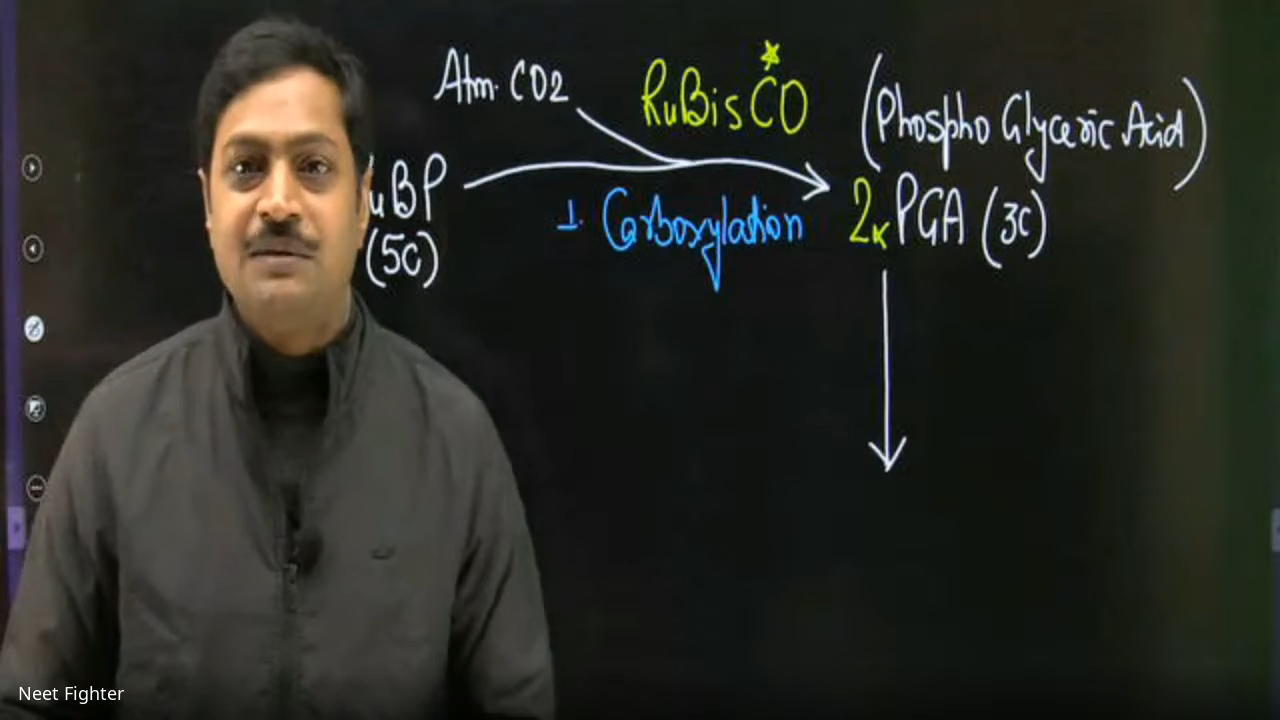 Atm. CO2
RuBisCO
(Phospho Glyceric Acid)
uBP
(5C)
1. Carboxylation
2x PGA (3C)
Neet Fighter